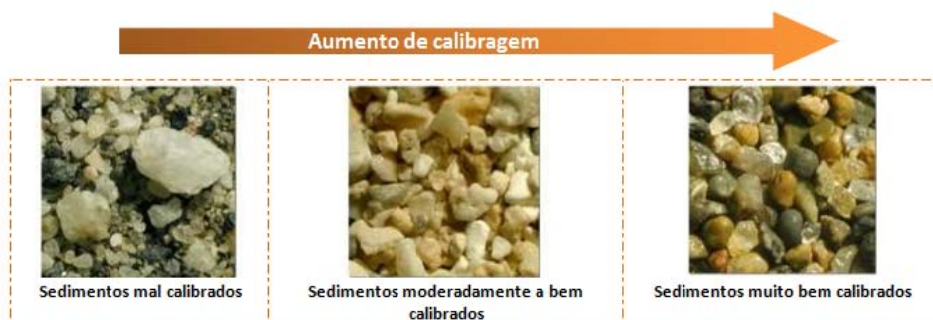 Aumento de calibragem
Sedimentos mal calibrados
Sedimentos moderadamente a bem
calibrados
Sedimentos muito bem calibrados